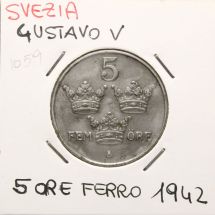 SVEZIA
GUSTAVO V
1059
5
FEM ÖRE
5 ORE FERRO 1942